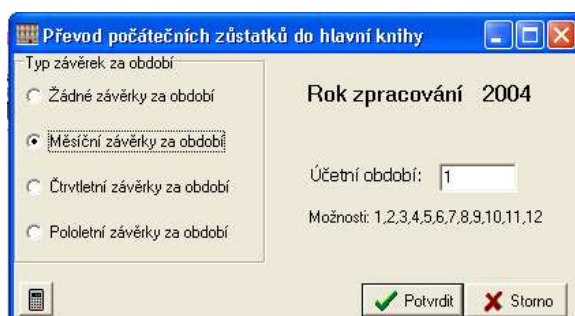 Převod počátečních zůstatků do hlavní knihy
Typ závěrek za období
Žádné závěrky za období
Měsíční závěrky za období
Čtvtletní závěrky za období
Pololetní závěrky za období
Rok zpracování 2004
Účetní období: 1
Možnosti: 1,2,3,4,5,6,7,8,9,10,11,12
Potvrdit
Storno